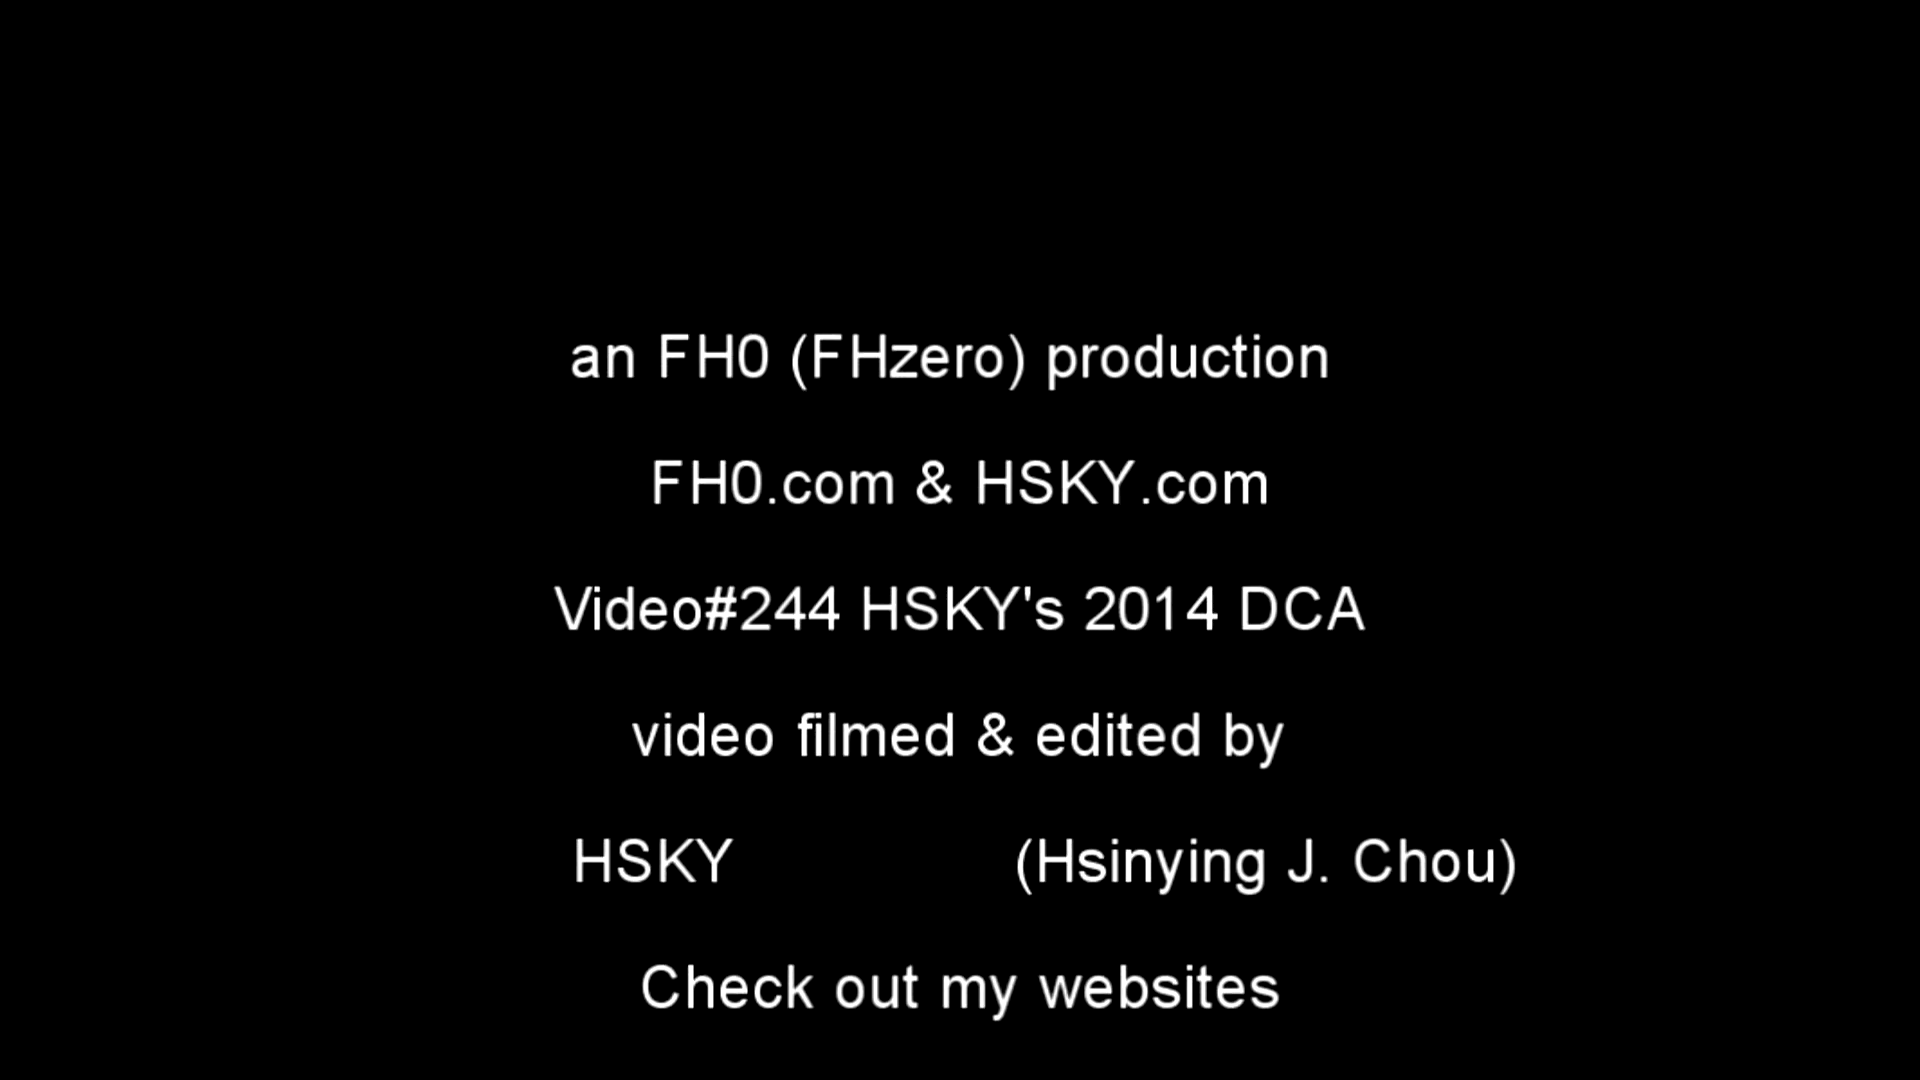 an FH0 (FHzero) production
FH0.com & HSKY.com
Video#244 HSKY's 2014 DCA
video filmed & edited by
HSKY (Hsinying J. Chou)
Check out my websites